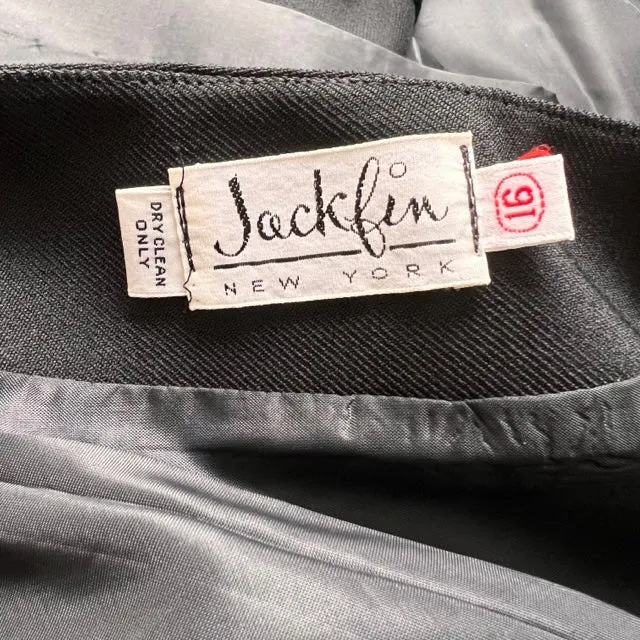 DRY CLEAN
ONLY
Jackfin
NEW YORK
16